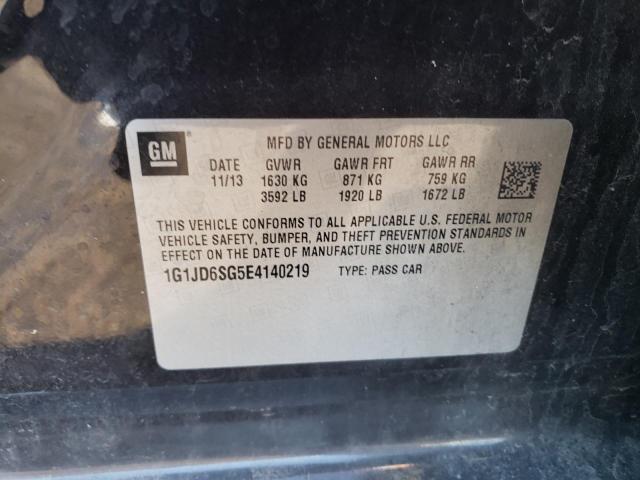 GM
MFD BY GENERAL MOTORS LLC
DATE GVWR GAWR FRT GAWR RR
11/13 1630 KG 871 KG 759 KG
3592 LB 1920 LB 1672 LB
THIS VEHICLE CONFORMS TO ALL APPLICABLE U.S. FEDERAL MOTOR
VEHICLE SAFETY, BUMPER, AND THEFT PREVENTION STANDARDS IN
EFFECT ON THE DATE OF MANUFACTURE SHOWN ABOVE.
1G1JD6SG5E4140219 TYPE: PASS CAR